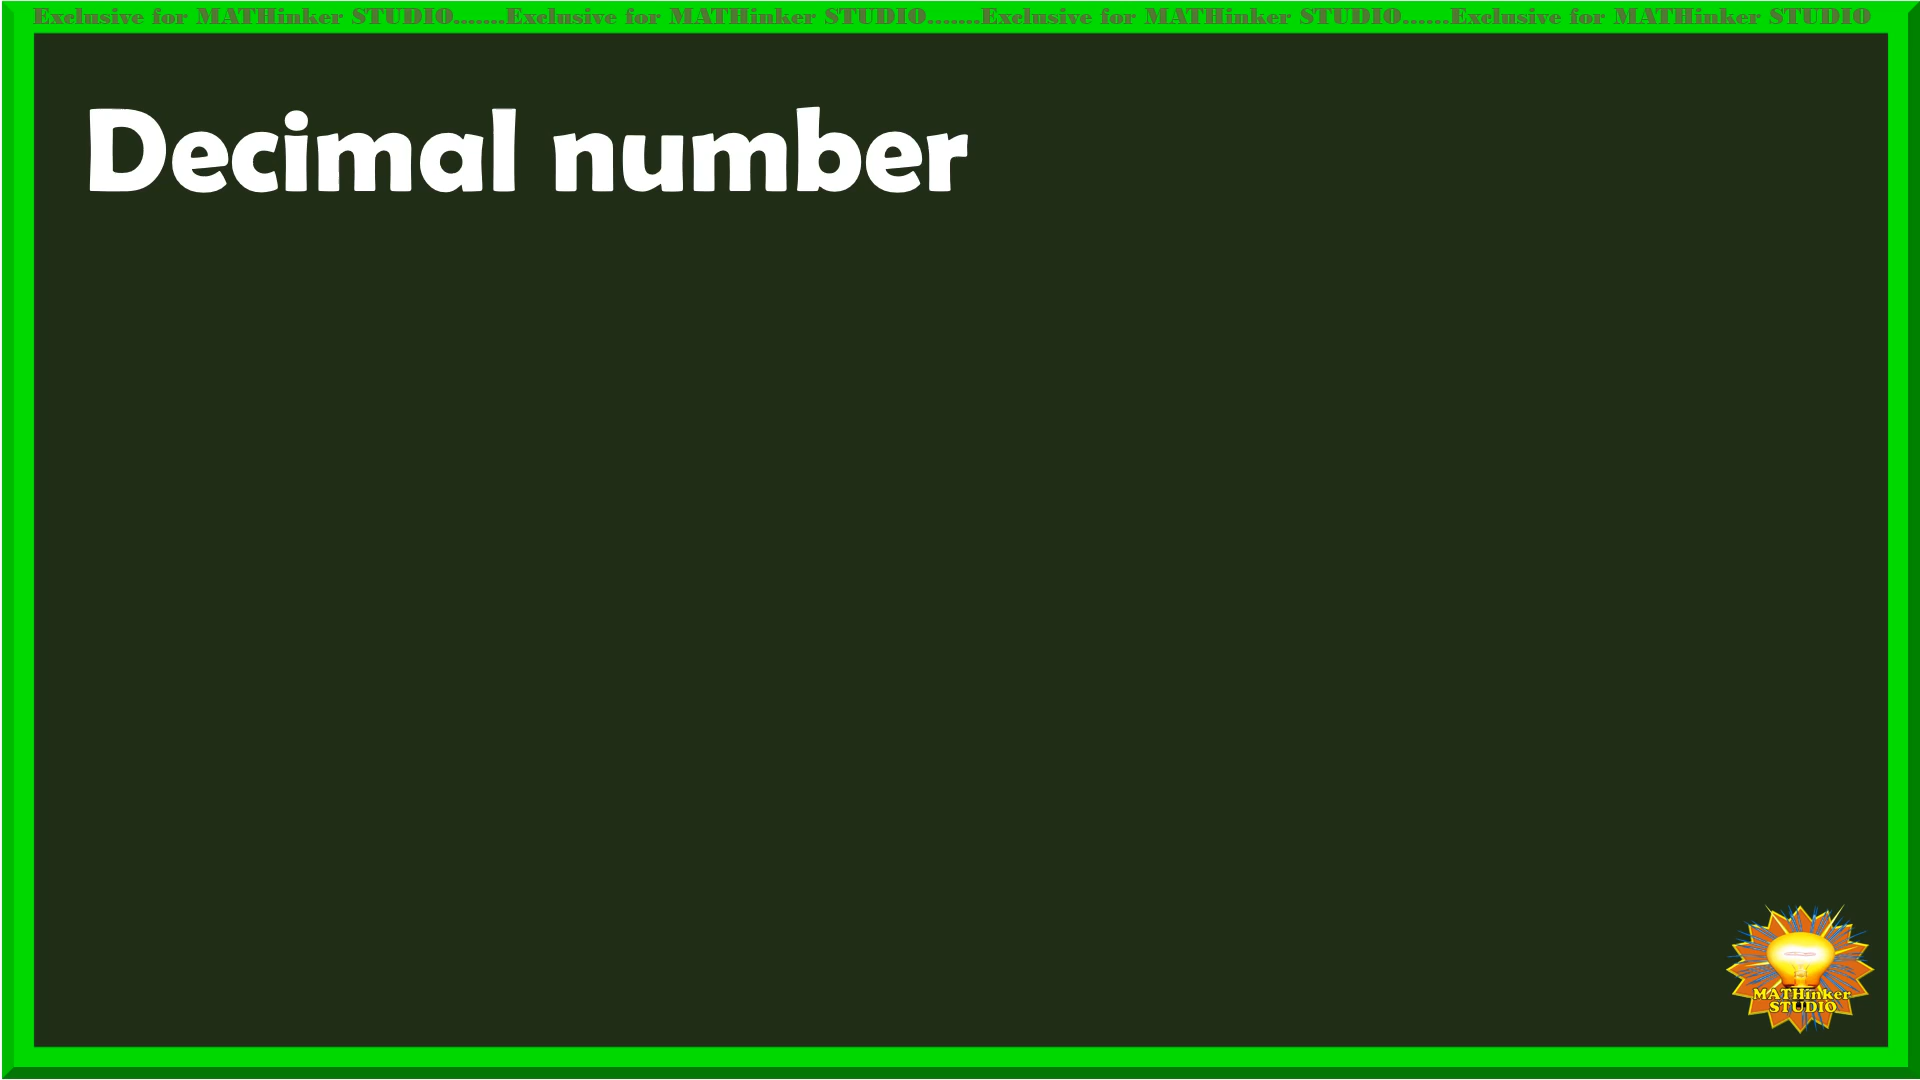 Exclusive for MATHinker STUDIO.......Exclusive for MATHinker STUDIO.......Exclusive for MATHinker STUDIO......Exclusive for MATHinker STUDIO
Decimal number
MATHinker
STUDIO